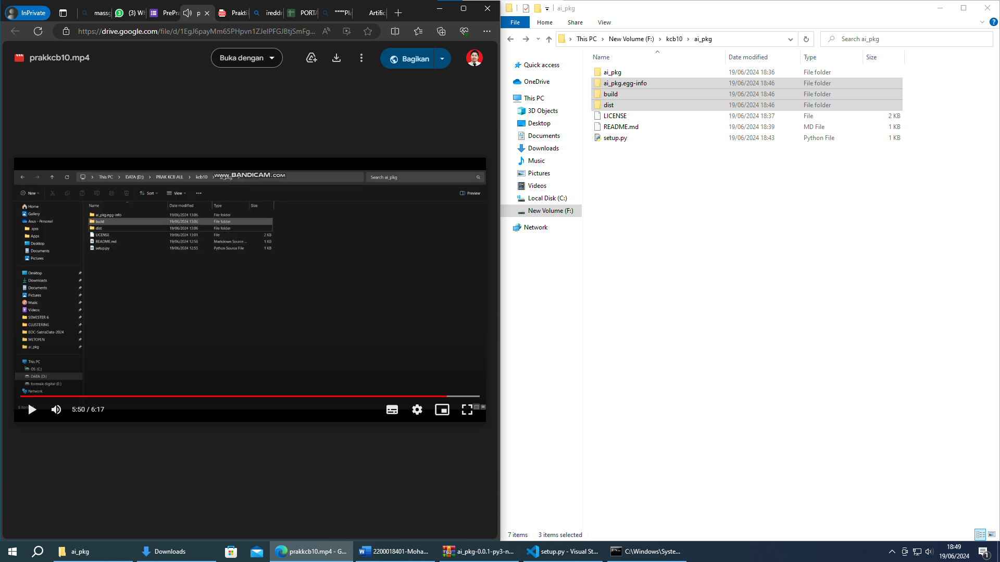 InPrivate
massg
(3) Wh
PrePr
p
Prakti
ireddr
PORTA
""""Pla
Artific
https://drive.google.com/file/d/1EgJ6payMm65PHpvn1ZJelPFGJBtjSmFg...
prakkcb10.mp4
Buka dengan
Bagikan
This PC
DATA (D:)
PRAK KCB ALL
kcb10
ai_pkg
www.BANDICAM.com
Search ai_pkg
New
Sort
View
Preview
Name
Date modified
Type
Size
ai_pkg.egg-info 19/06/2024 13:06 File folder
build 19/06/2024 13:06 File folder
dist 19/06/2024 13:06 File folder
LICENSE 19/06/2024 13:01 File 2 KB
README.md 19/06/2024 12:58 Markdown Source ... 1 KB
setup.py 19/06/2024 12:55 Python Source File 1 KB
Home
Gallery
Asus - Personal
.spss
Apps
Desktop
Documents
Pictures
Desktop
Downloads
Documents
Pictures
Music
Videos
SEMESTER 6
CLUSTERING
BDC-SatriaData-2024
METOPEN
ai_pkg
This PC
OS (C:)
DATA (D:)
forensik digital (E:)
Network
5:50 / 6:17
ai_pkg
File
Home
Share
View
This PC
New Volume (F:)
kcb10
ai_pkg
Search ai_pkg
Quick access
OneDrive
This PC
3D Objects
Desktop
Documents
Downloads
Music
Pictures
Videos
Local Disk (C:)
New Volume (F:)
Network
Name Date modified Type Size
ai_pkg 19/06/2024 18:36 File folder
ai_pkg.egg-info 19/06/2024 18:46 File folder
build 19/06/2024 18:46 File folder
dist 19/06/2024 18:46 File folder
LICENSE 19/06/2024 18:37 File 2 KB
README.md 19/06/2024 18:39 MD File 1 KB
setup.py 19/06/2024 18:43 Python File 1 KB
7 items
3 items selected
ai_pkg
Downloads
prakkcb10.mp4 - G...
2200018401-Moha...
ai_pkg-0.0.1-py3-n...
setup.py - Visual St...
C:\Windows\Syste...
18:49
19/06/2024
1